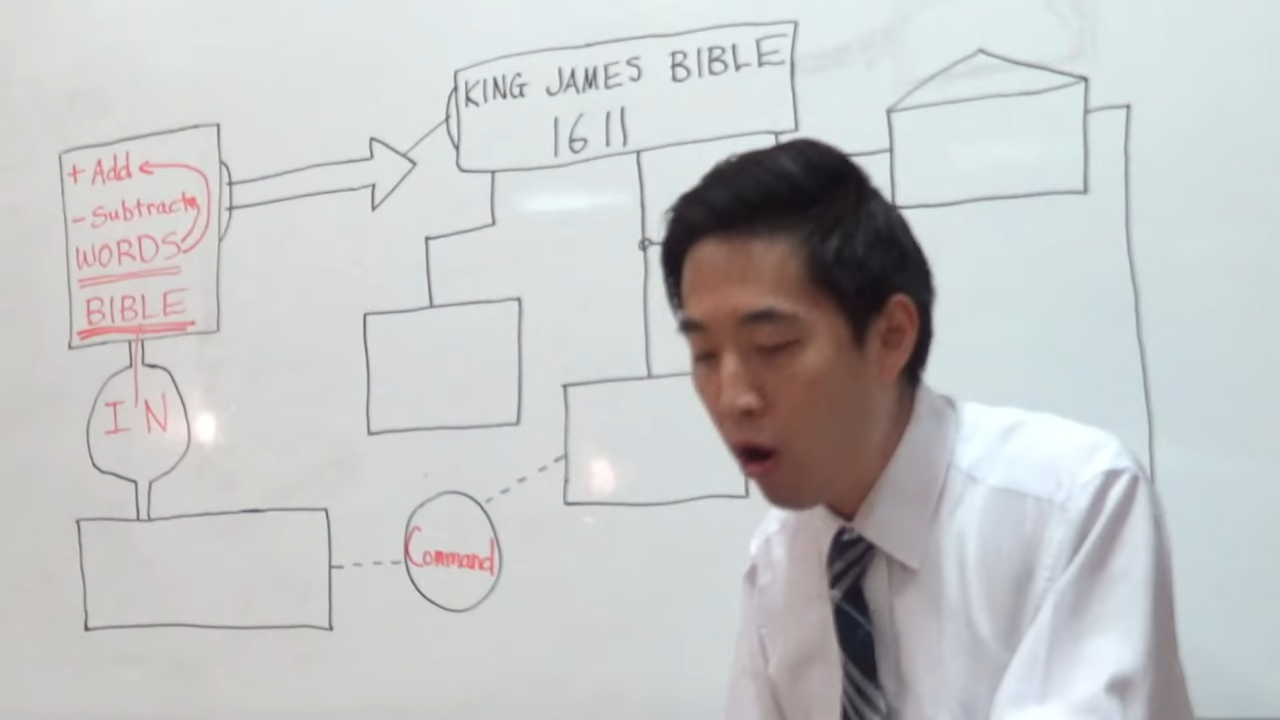 KING JAMES BIBLE
1611
+ Add
- Subtract
WORDS
BIBLE
IN
Command